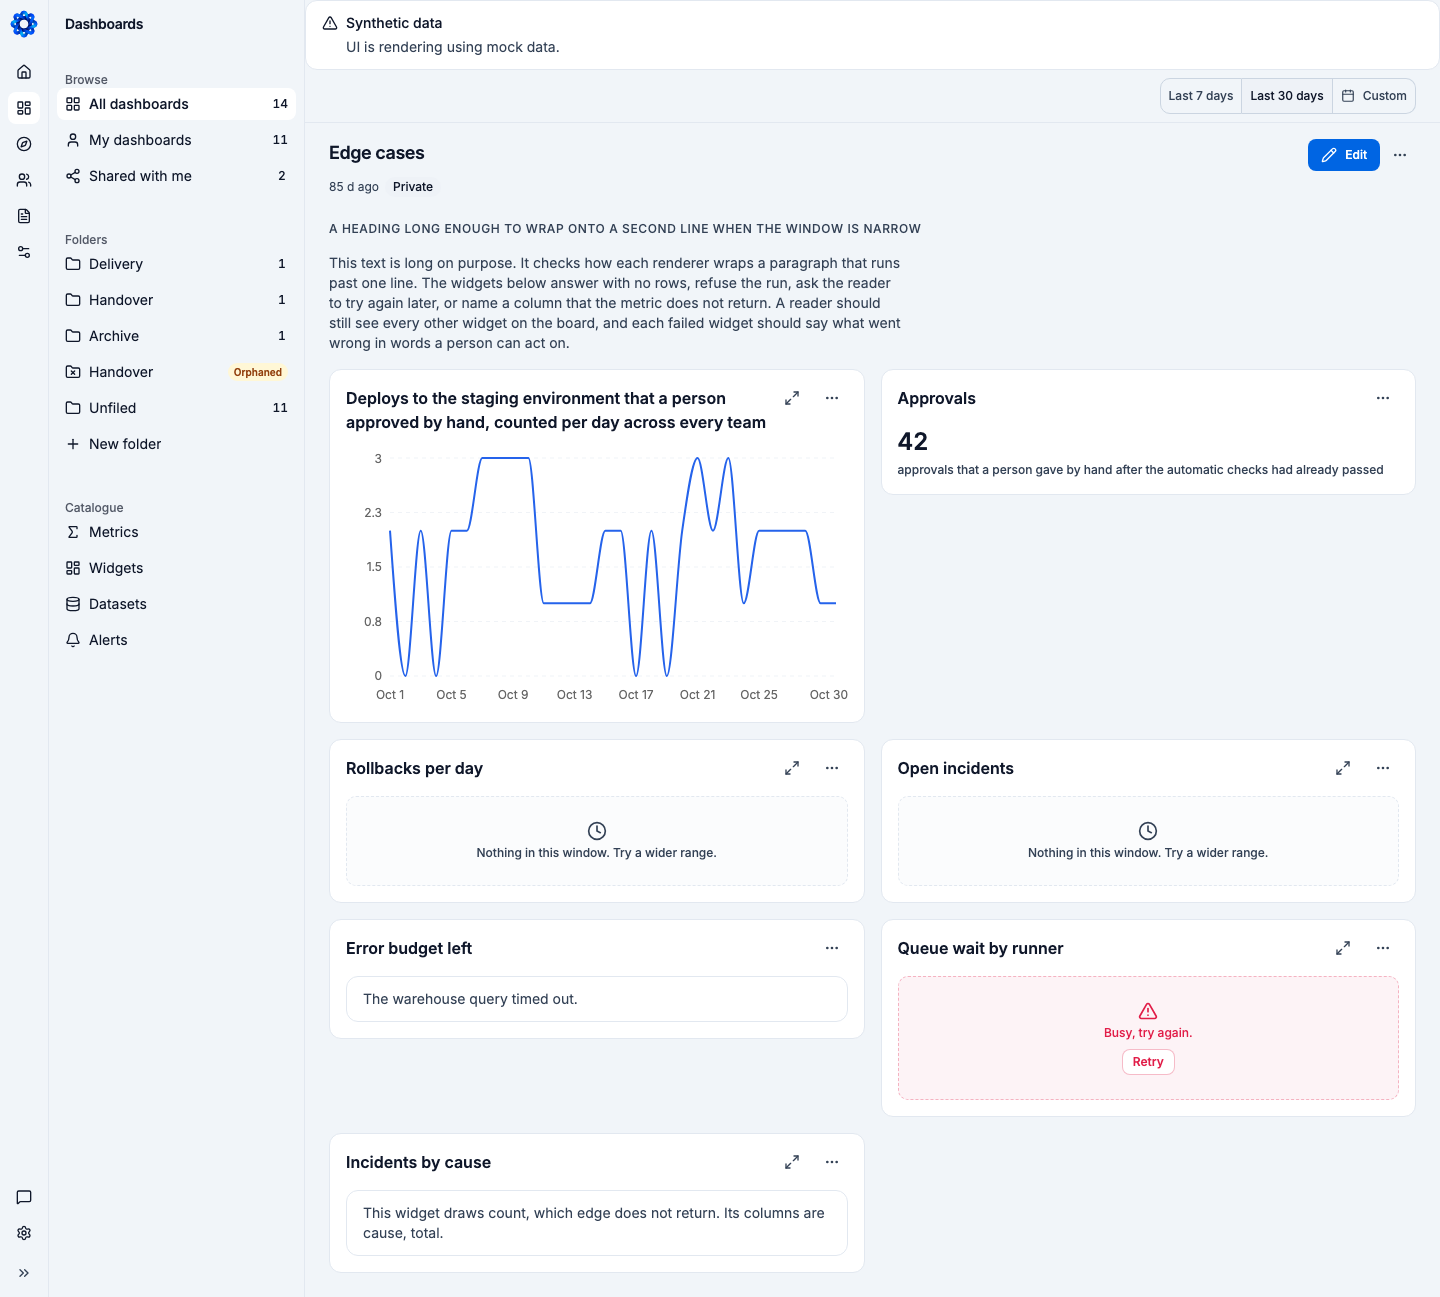 Dashboards
Browse
All dashboards 14
My dashboards 11
Shared with me 2
Folders
Delivery 1
Handover 1
Archive 1
Handover Orphaned
Unfiled 11
New folder
Catalogue
Metrics
Widgets
Datasets
Alerts
Synthetic data
UI is rendering using mock data.
Last 7 days Last 30 days Custom
Edge cases
Edit
85 d ago Private
A HEADING LONG ENOUGH TO WRAP ONTO A SECOND LINE WHEN THE WINDOW IS NARROW
This text is long on purpose. It checks how each renderer wraps a paragraph that runs
past one line. The widgets below answer with no rows, refuse the run, ask the reader
to try again later, or name a column that the metric does not return. A reader should
still see every other widget on the board, and each failed widget should say what went
wrong in words a person can act on.
Deploys to the staging environment that a person
approved by hand, counted per day across every team
3
2.3
1.5
0.8
0
Oct 1 Oct 5 Oct 9 Oct 13 Oct 17 Oct 21 Oct 25 Oct 30
Approvals
42
approvals that a person gave by hand after the automatic checks had already passed
Rollbacks per day
Nothing in this window. Try a wider range.
Open incidents
Nothing in this window. Try a wider range.
Error budget left
The warehouse query timed out.
Queue wait by runner
Busy, try again.
Retry
Incidents by cause
This widget draws count, which edge does not return. Its columns are
cause, total.